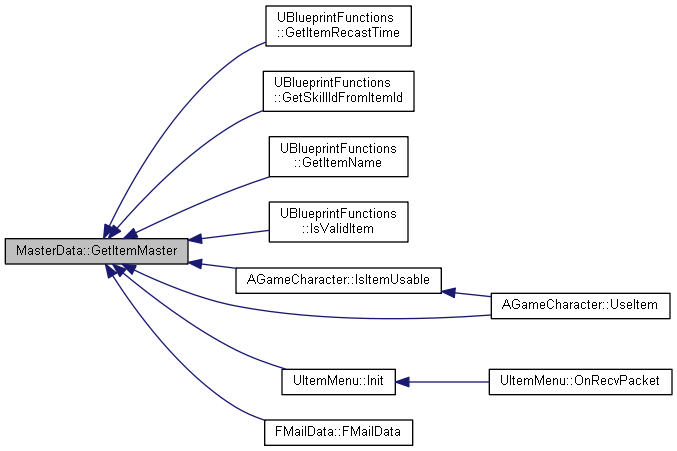 UBlueprintFunctions
::GetItemRecastTime
UBlueprintFunctions
::GetSkillIdFromItemId
UBlueprintFunctions
::GetItemName
UBlueprintFunctions
::IsValidItem
MasterData::GetItemMaster
AGameCharacter::IsItemUsable
AGameCharacter::UseItem
UItemMenu::Init
UItemMenu::OnRecvPacket
FMailData::FMailData